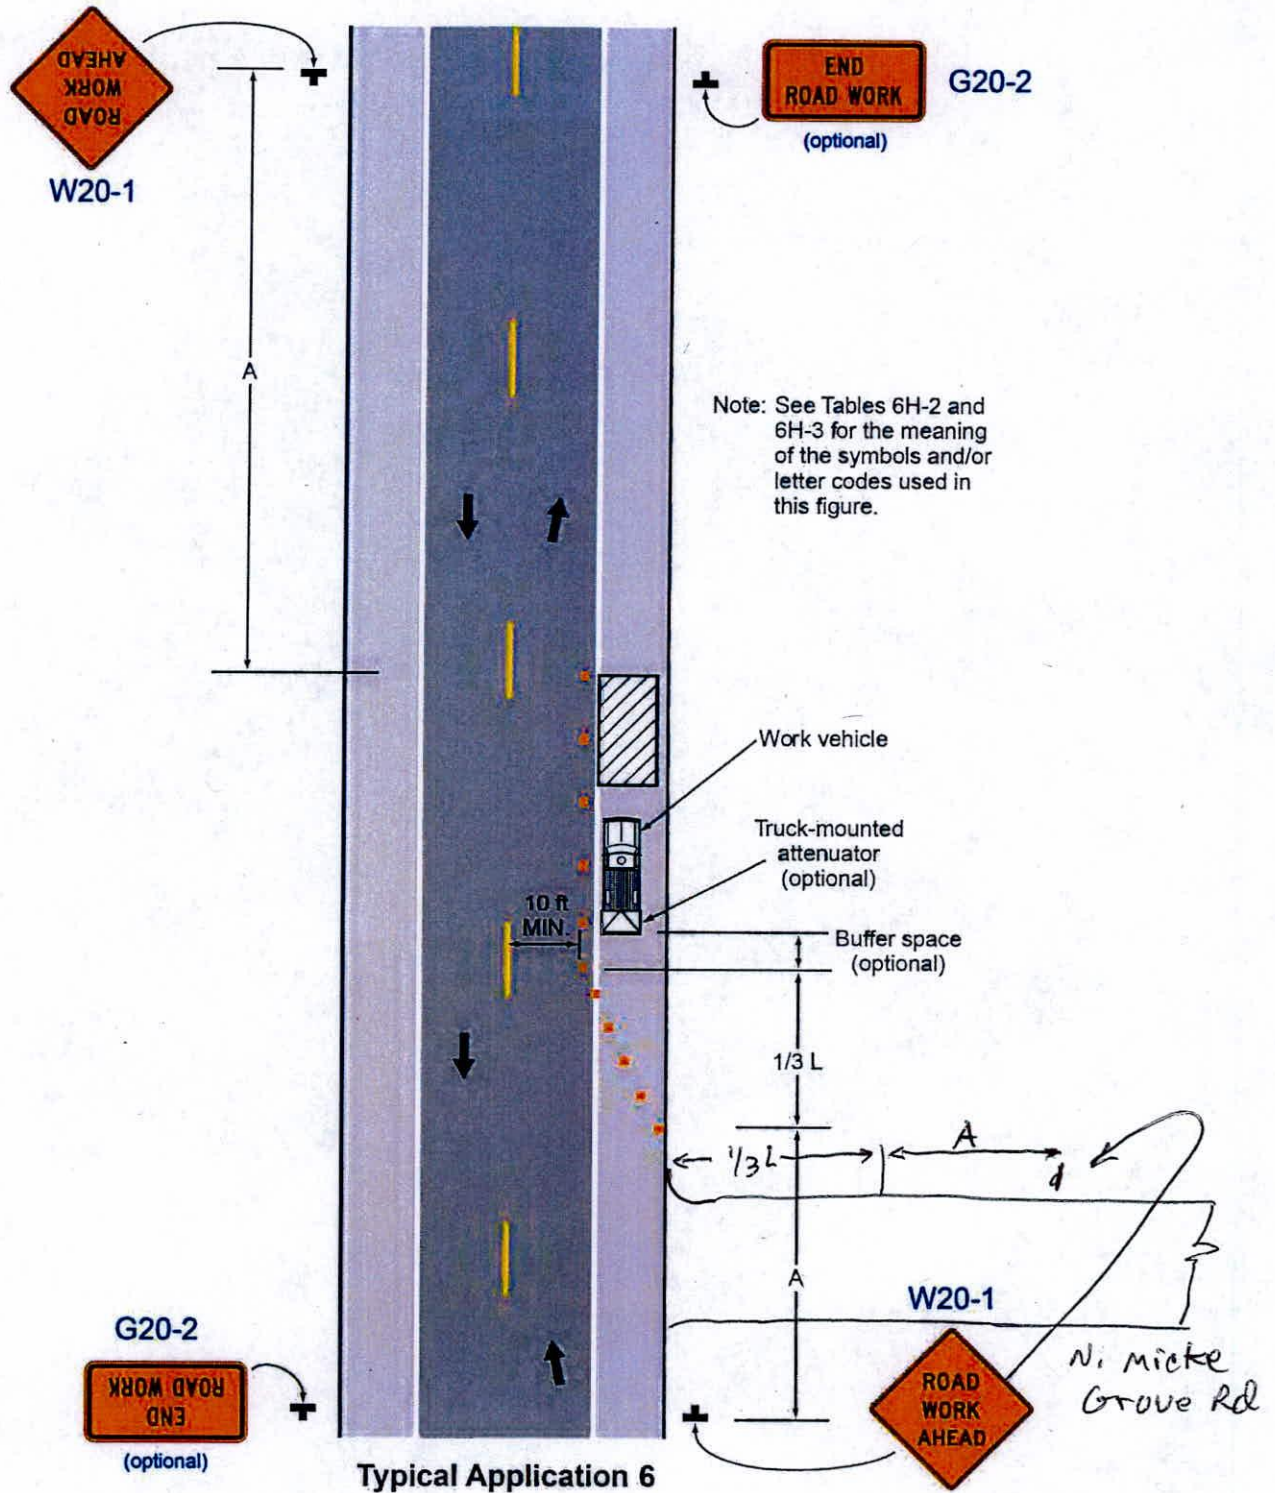 ROAD
WORK
AHEAD
W20-1
END
ROAD WORK
G20-2
(optional)
A
Note: See Tables 6H-2 and
6H-3 for the meaning
of the symbols and/or
letter codes used in
this figure.
Work vehicle
Truck-mounted
attenuator
(optional)
10 ft
MIN.
Buffer space
(optional)
1/3 L
1/3 L
A
A
W20-1
ROAD
WORK
AHEAD
N. Micke
Grove Rd
G20-2
END
ROAD WORK
(optional)
Typical Application 6